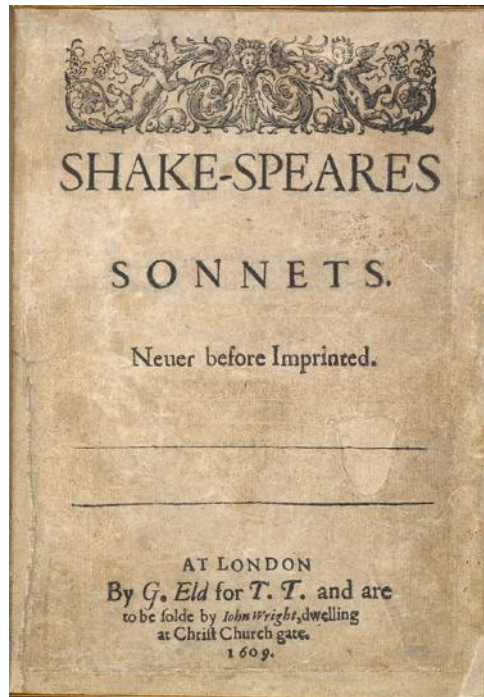 SHAKE-SPEARES
SONNETS.
Neuer before Imprinted.
AT LONDON
By G. Eld for T. T. and are
to be ſolde by Iohn Wright, dwelling
at Chriſt Church gate.
1609.